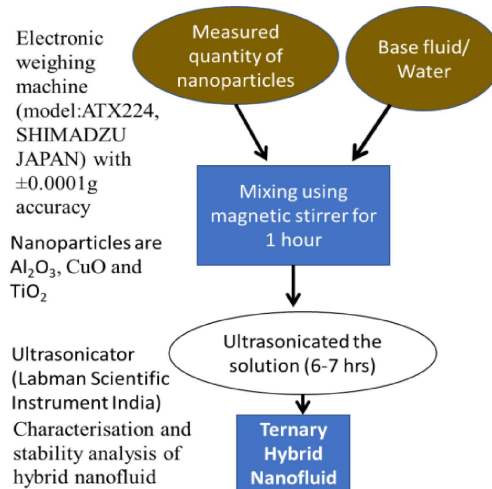 Electronic
weighing
machine
(model:ATX224,
SHIMADZU
JAPAN) with
±0.0001g
accuracy
Measured
quantity of
nanoparticles
Base fluid/
Water
Mixing using
magnetic stirrer for
1 hour
Nanoparticles are
Al₂O₃, CuO and
TiO₂
Ultrasonicated the
solution (6-7 hrs)
Ultrasonicator
(Labman Scientific
Instrument India)
Characterisation and
stability analysis of
hybrid nanofluid
Ternary
Hybrid
Nanofluid